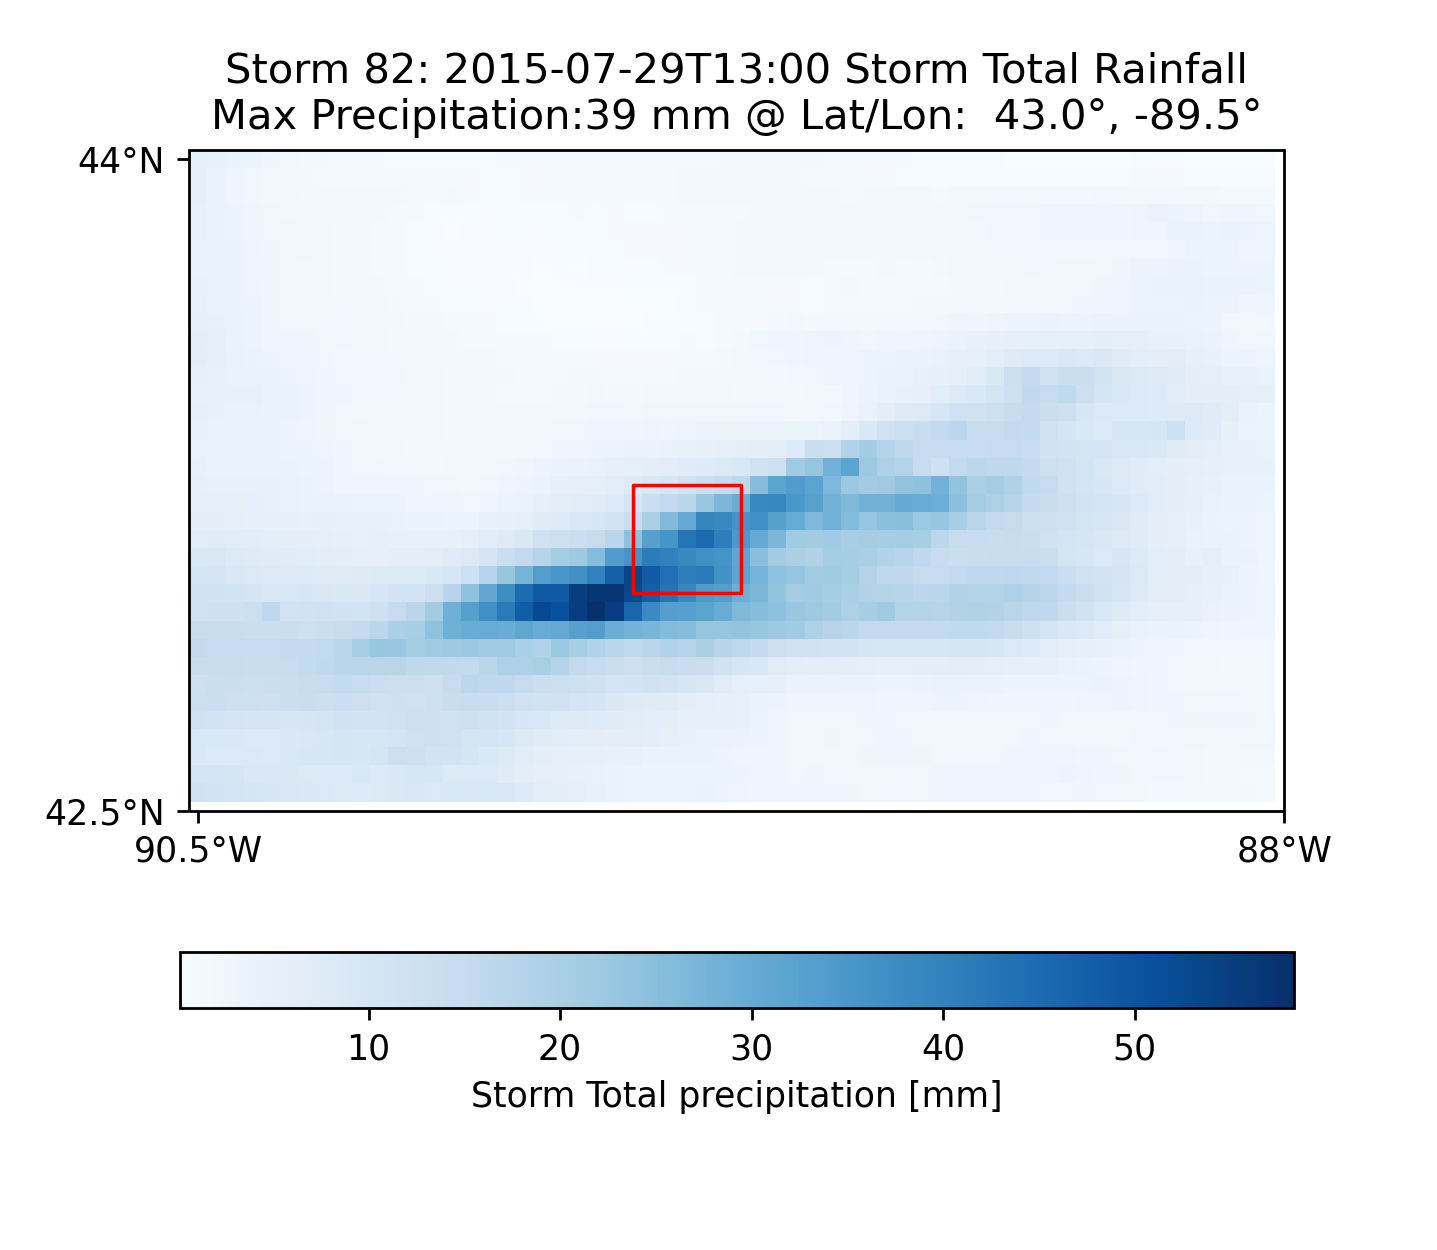 Storm 82: 2015-07-29T13:00 Storm Total Rainfall
Max Precipitation:39 mm @ Lat/Lon:  43.0°, -89.5°
44°N
42.5°N
90.5°W 88°W
10 20 30 40 50
Storm Total precipitation [mm]